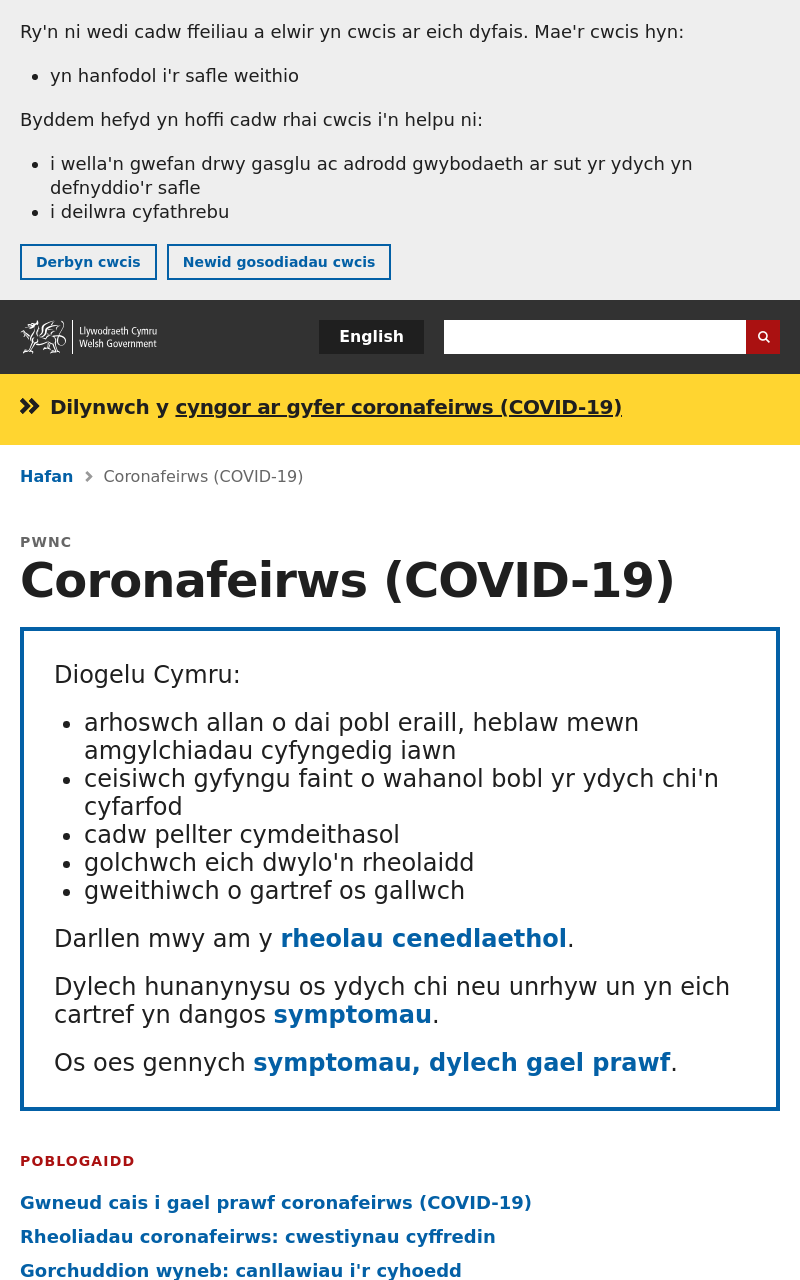 Ry'n ni wedi cadw ffeiliau a elwir yn cwcis ar eich dyfais. Mae'r cwcis hyn:
yn hanfodol i'r safle weithio
Byddem hefyd yn hoffi cadw rhai cwcis i'n helpu ni:
i wella'n gwefan drwy gasglu ac adrodd gwybodaeth ar sut yr ydych yn
defnyddio'r safle
i deilwra cyfathrebu
Derbyn cwcis
Newid gosodiadau cwcis
Llywodraeth Cymru
Welsh Government
English
Dilynwch y cyngor ar gyfer coronafeirws (COVID-19)
Hafan
Coronafeirws (COVID-19)
PWNC
Coronafeirws (COVID-19)
Diogelu Cymru:
arhoswch allan o dai pobl eraill, heblaw mewn
amgylchiadau cyfyngedig iawn
ceisiwch gyfyngu faint o wahanol bobl yr ydych chi'n
cyfarfod
cadw pellter cymdeithasol
golchwch eich dwylo'n rheolaidd
gweithiwch o gartref os gallwch
Darllen mwy am y rheolau cenedlaethol.
Dylech hunanynysu os ydych chi neu unrhyw un yn eich
cartref yn dangos symptomau.
Os oes gennych symptomau, dylech gael prawf.
POBLOGAIDD
Gwneud cais i gael prawf coronafeirws (COVID-19)
Rheoliadau coronafeirws: cwestiynau cyffredin
Gorchuddion wyneb: canllawiau i'r cyhoedd